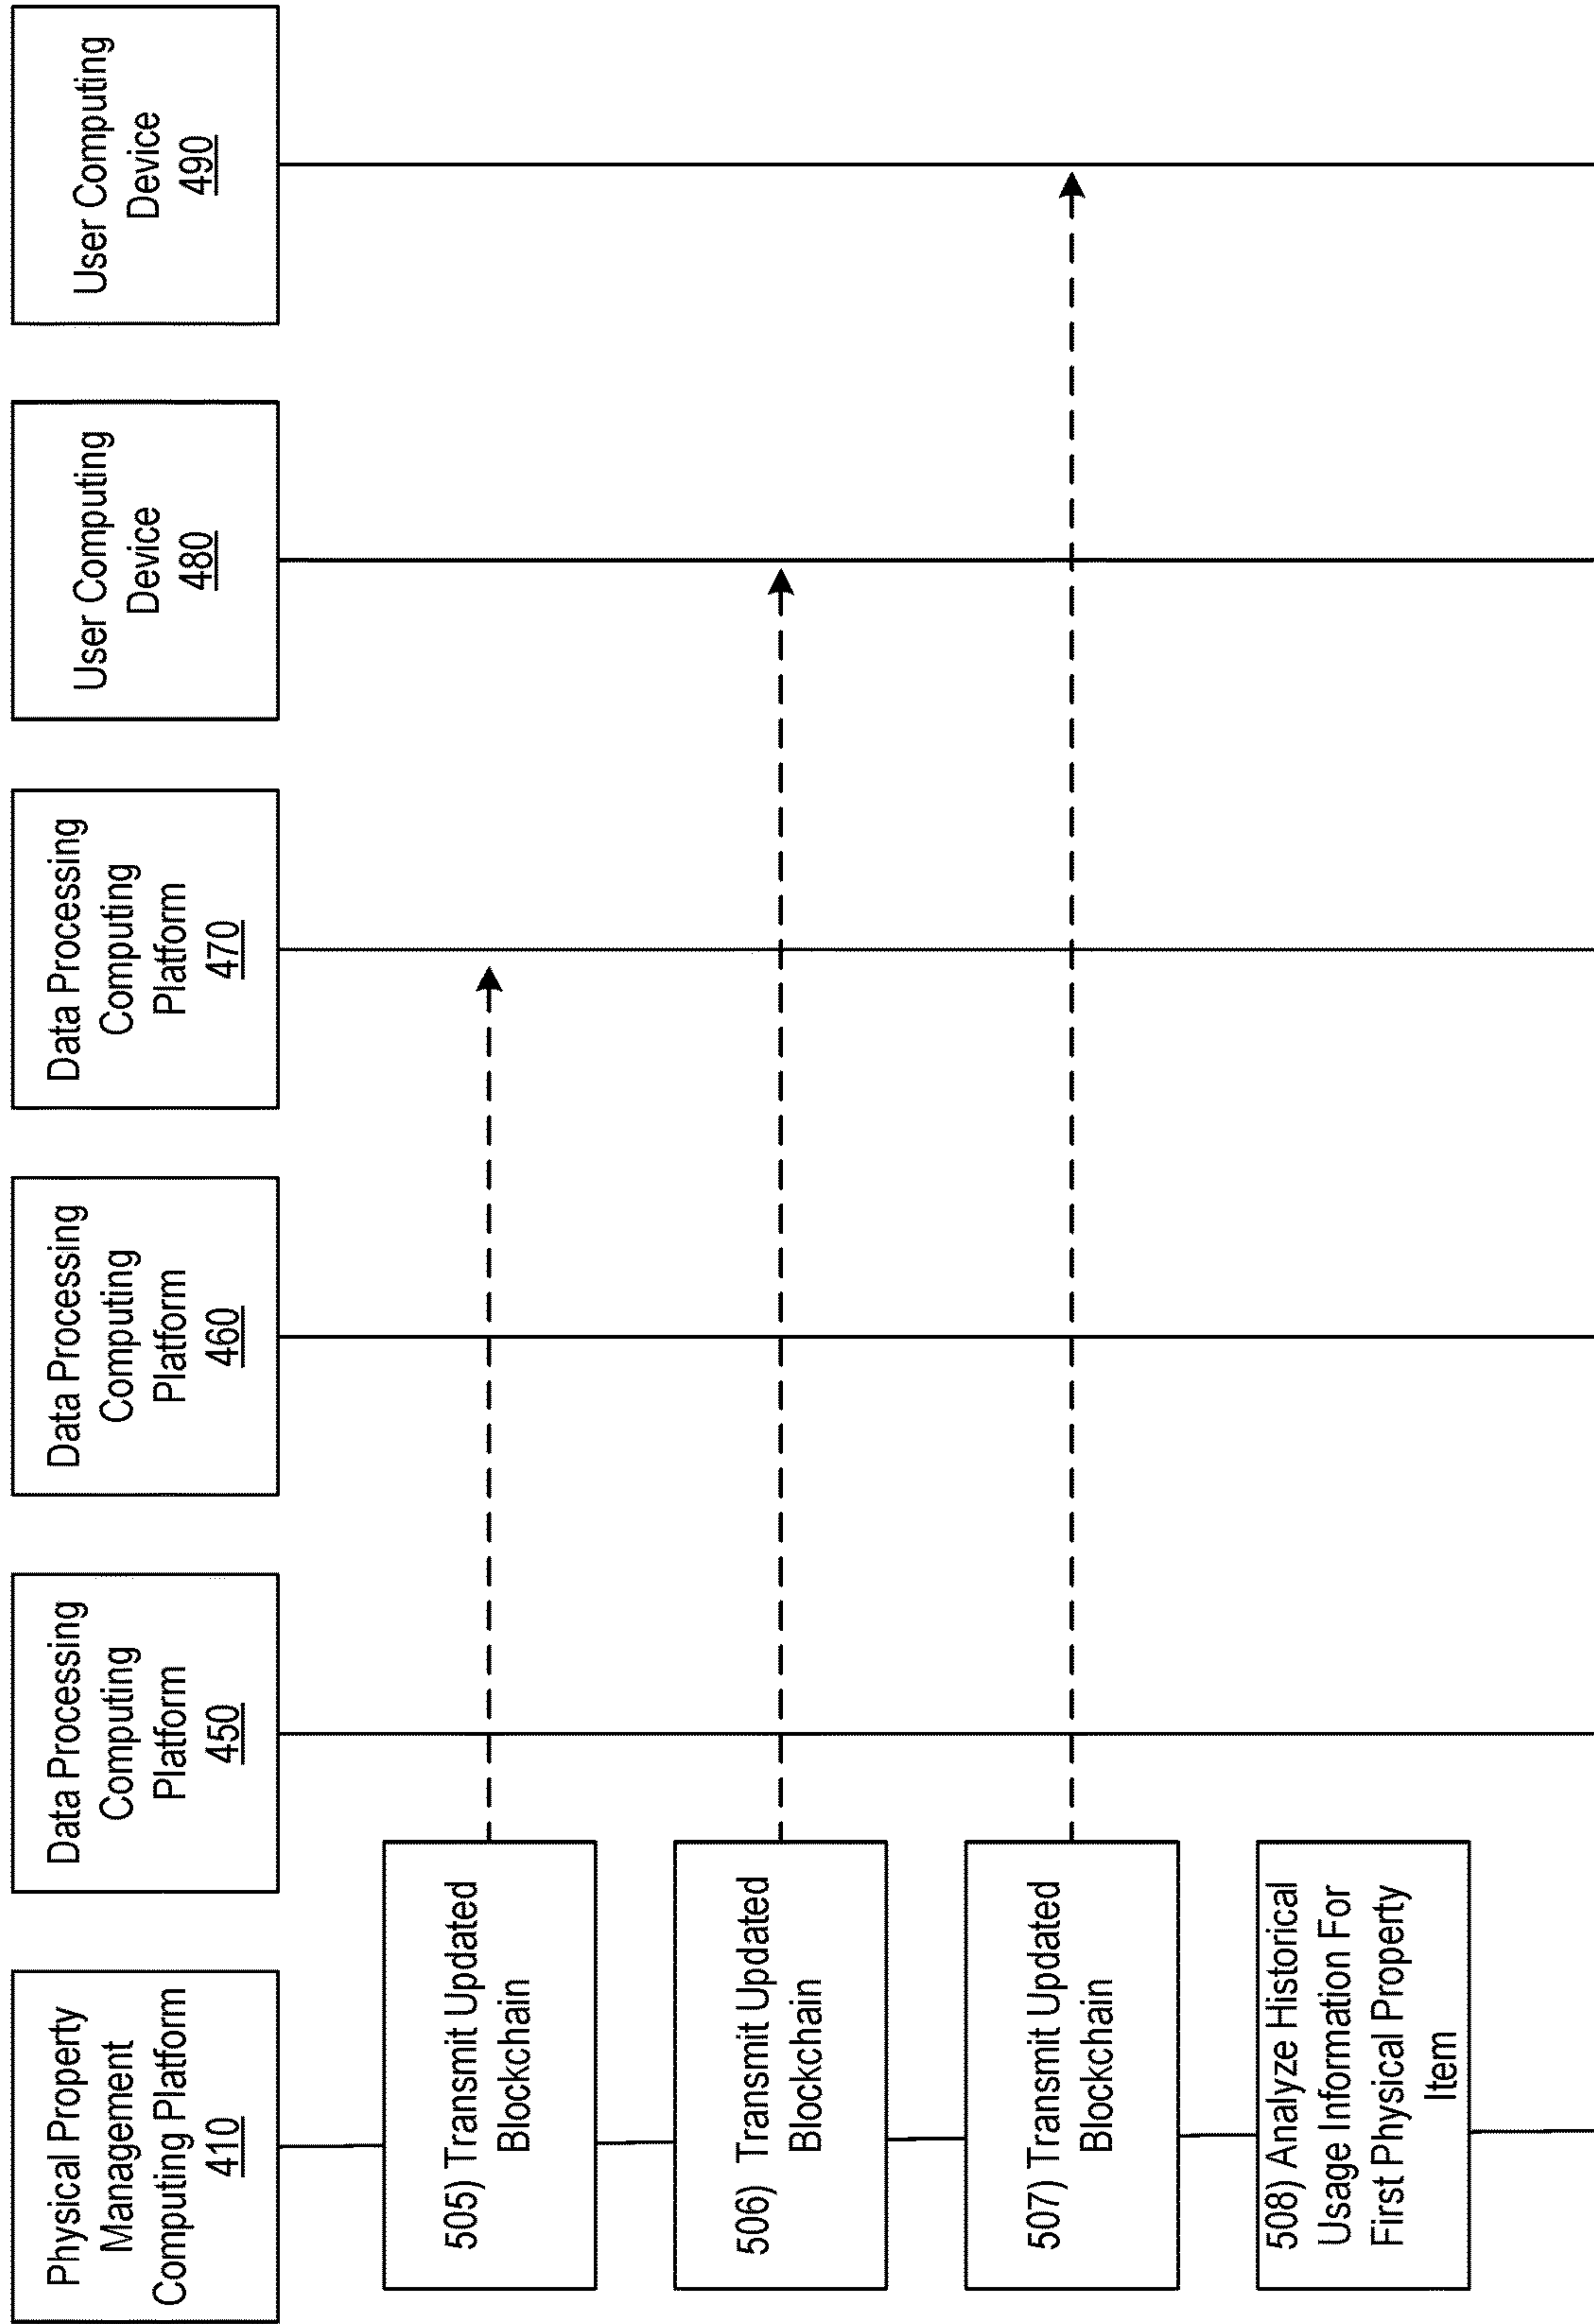 Physical Property
Management
Computing Platform
410
Data Processing
Computing
Platform
450
Data Processing
Computing
Platform
460
Data Processing
Computing
Platform
470
User Computing
Device
480
User Computing
Device
490
505) Transmit Updated
Blockchain
506) Transmit Updated
Blockchain
507) Transmit Updated
Blockchain
508) Analyze Historical
Usage Information For
First Physical Property
Item